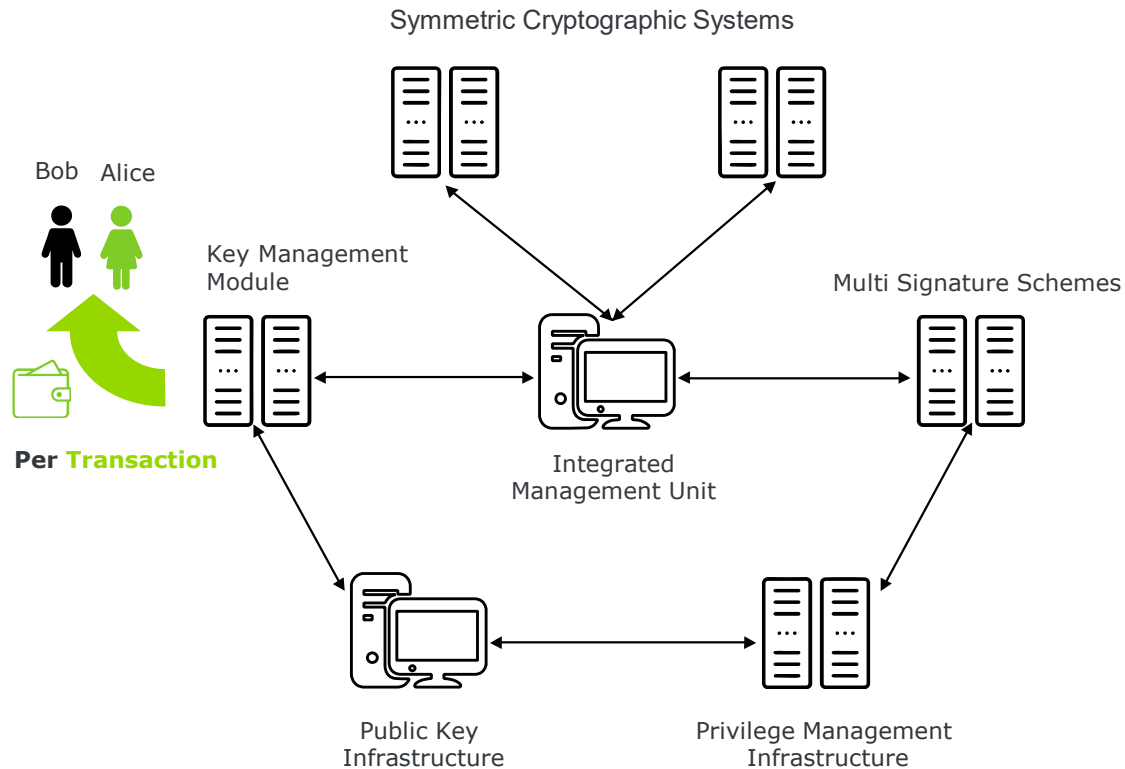 Symmetric Cryptographic Systems
Bob
Alice
Key Management
Module
Multi Signature Schemes
Per Transaction
Integrated
Management Unit
Public Key
Infrastructure
Privilege Management
Infrastructure